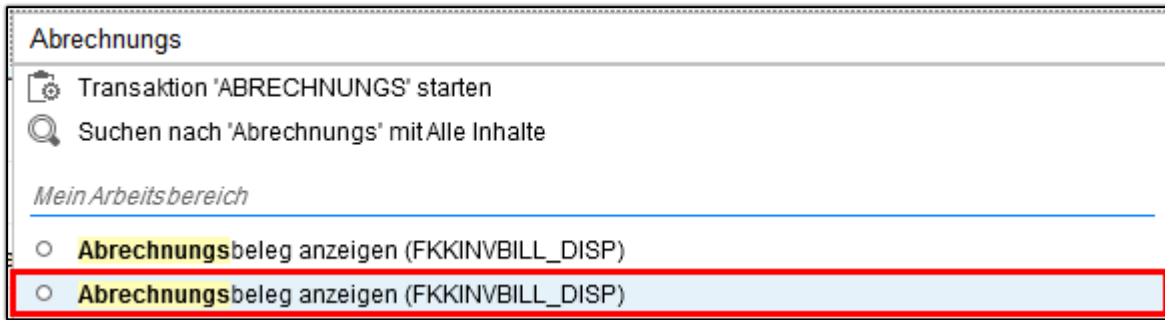 Abrechnungs
Transaktion 'ABRECHNUNGS' starten
Suchen nach 'Abrechnungs' mit Alle Inhalte
Mein Arbeitsbereich
Abrechnungsbeleg anzeigen (FKKINVBILL_DISP)
Abrechnungsbeleg anzeigen (FKKINVBILL_DISP)